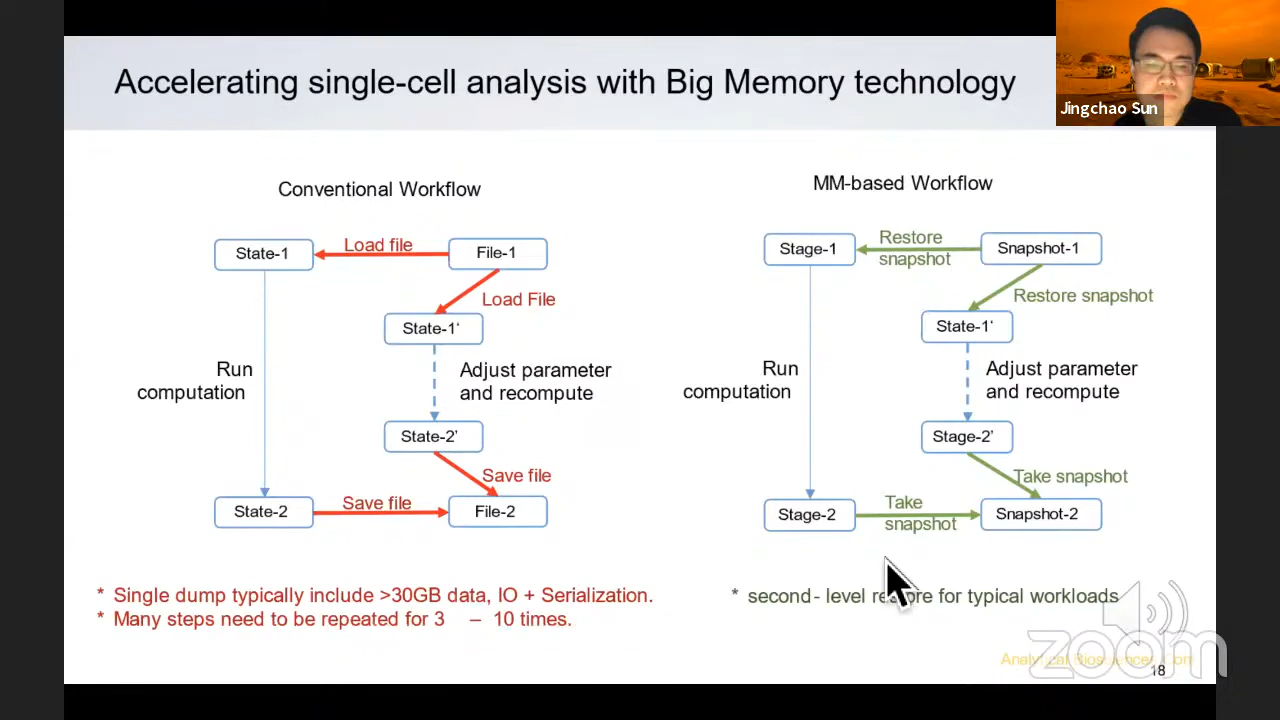 Accelerating single-cell analysis with Big Memory technology
Jingchao Sun
Conventional Workflow
State-1
Load file
File-1
Load File
State-1'
Run
computation
Adjust parameter
and recompute
State-2'
Save file
State-2
Save file
File-2
* Single dump typically include >30GB data, IO + Serialization.
* Many steps need to be repeated for 3 – 10 times.
MM-based Workflow
Stage-1
Restore
snapshot
Snapshot-1
Restore snapshot
State-1'
Run
computation
Adjust parameter
and recompute
Stage-2'
Take snapshot
Stage-2
Take
snapshot
Snapshot-2
* second- level restore for typical workloads
zoom
Analytical Biosciences
18